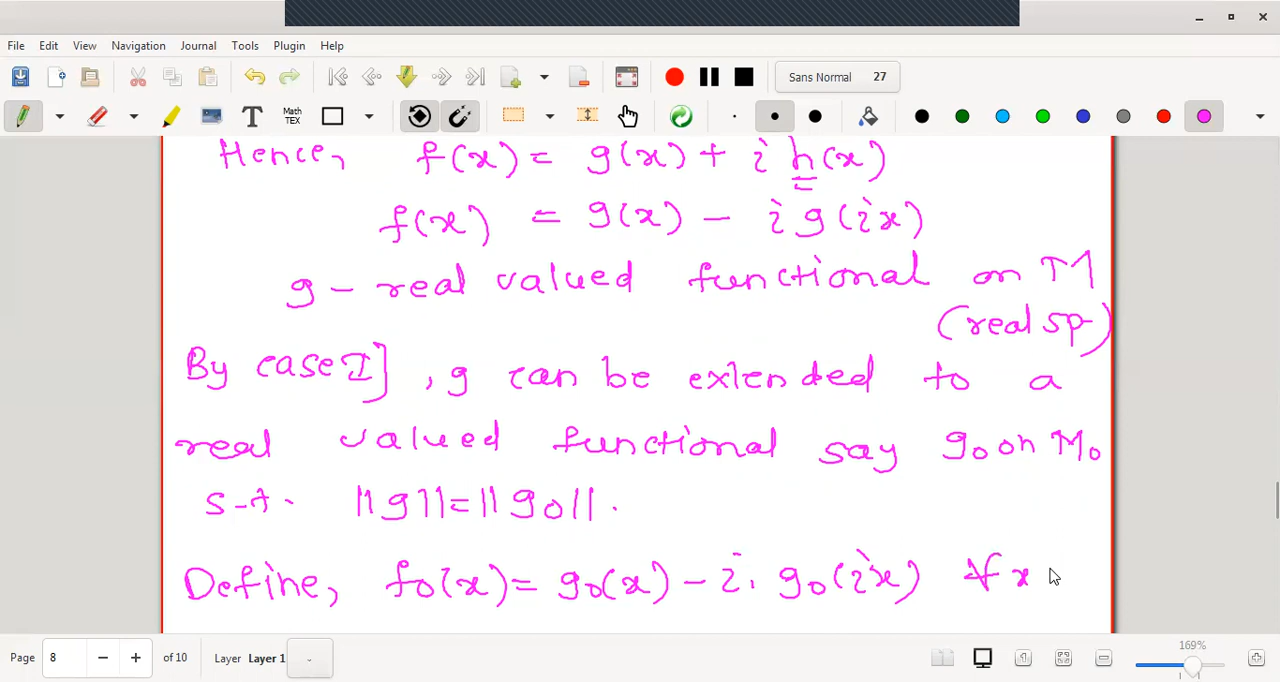 File Edit View Navigation Journal Tools Plugin Help
Sans Normal 27
T Math TEX
Hence, f(x) = g(x) + i h(x)
f(x) = g(x) - i g(ix)
g - real valued functional on M
(real sp)
By case I] , g can be extended to a
real valued functional say g₀ on M₀
s.t. ||g|| = ||g₀|| .
Define, f₀(x) = g₀(x) - i. g₀(ix) ∀ x
Page 8 of 10 Layer Layer 1 169%